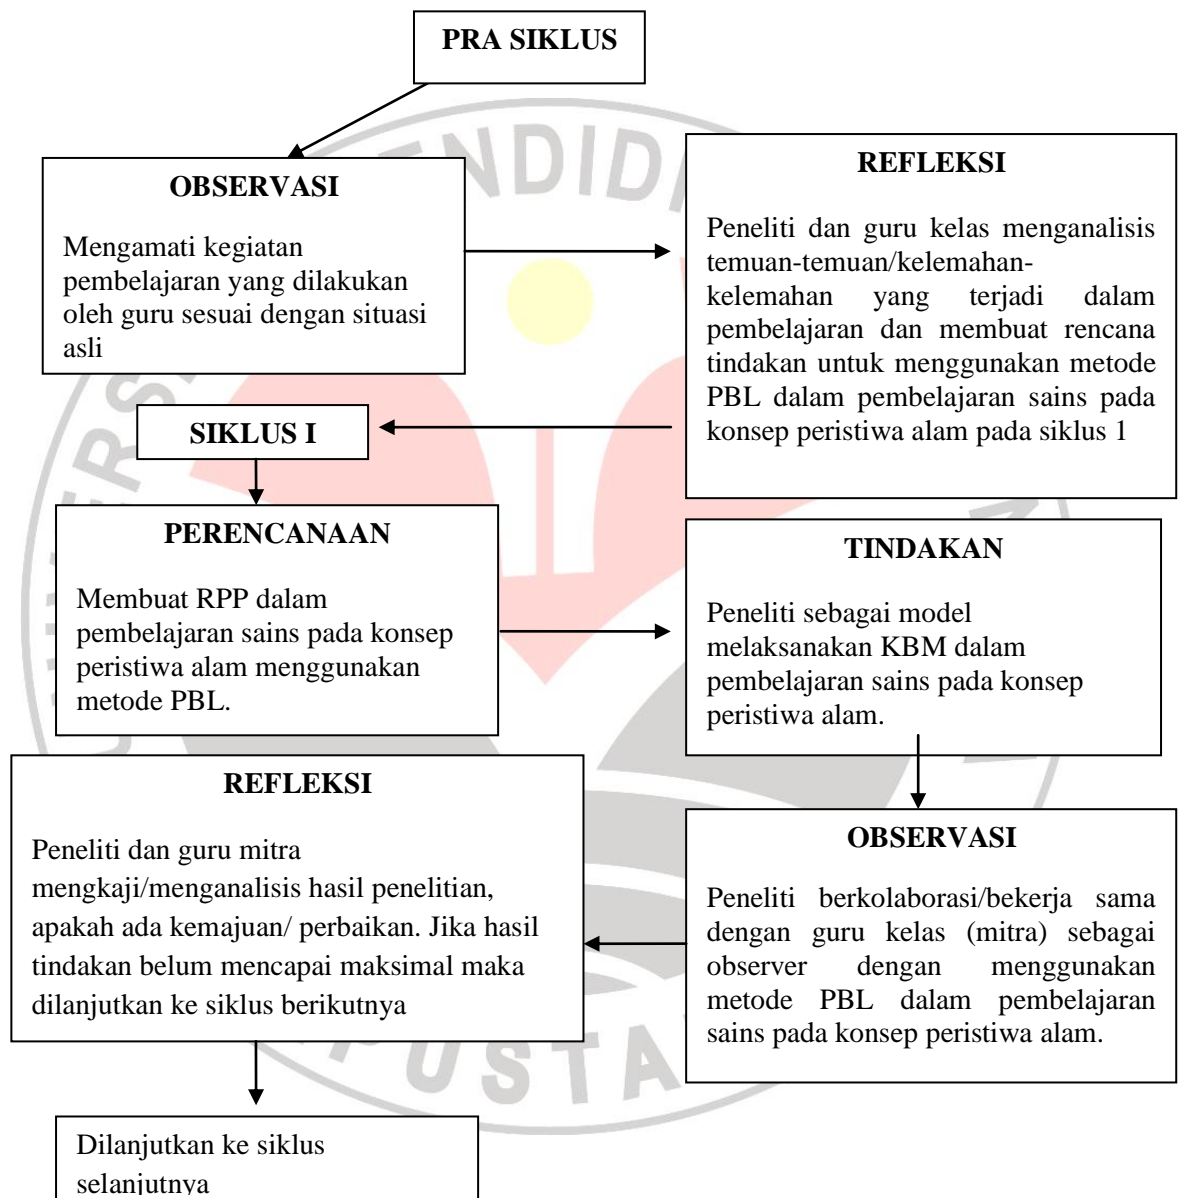 PRA SIKLUS
OBSERVASI
Mengamati kegiatan
pembelajaran yang dilakukan
oleh guru sesuai dengan situasi
asli
REFLEKSI
Peneliti dan guru kelas menganalisis
temuan-temuan/kelemahan-
kelemahan yang terjadi dalam
pembelajaran dan membuat rencana
tindakan untuk menggunakan metode
PBL dalam pembelajaran sains pada
konsep peristiwa alam pada siklus 1
SIKLUS I
PERENCANAAN
Membuat RPP dalam
pembelajaran sains pada konsep
peristiwa alam menggunakan
metode PBL.
TINDAKAN
Peneliti sebagai model
melaksanakan KBM dalam
pembelajaran sains pada konsep
peristiwa alam.
OBSERVASI
Peneliti berkolaborasi/bekerja sama
dengan guru kelas (mitra) sebagai
observer dengan menggunakan
metode PBL dalam pembelajaran
sains pada konsep peristiwa alam.
REFLEKSI
Peneliti dan guru mitra
mengkaji/menganalisis hasil penelitian,
apakah ada kemajuan/ perbaikan. Jika hasil
tindakan belum mencapai maksimal maka
dilanjutkan ke siklus berikutnya
Dilanjutkan ke siklus
selanjutnya